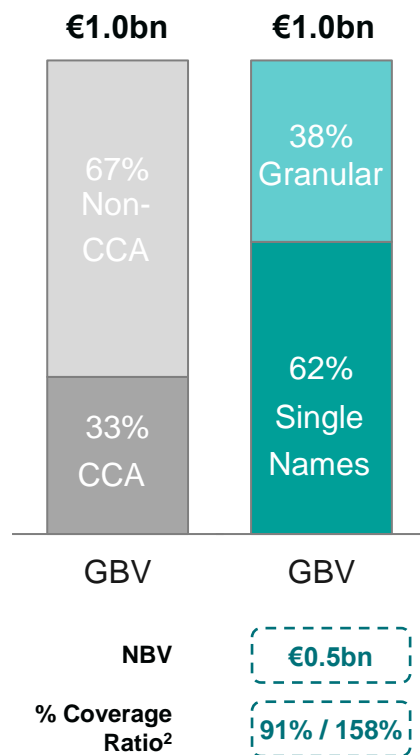 €1.0bn
€1.0bn
67%
Non-
CCA
33%
CCA
38%
Granular
62%
Single
Names
GBV
GBV
NBV
€0.5bn
% Coverage
Ratio²
91% / 158%